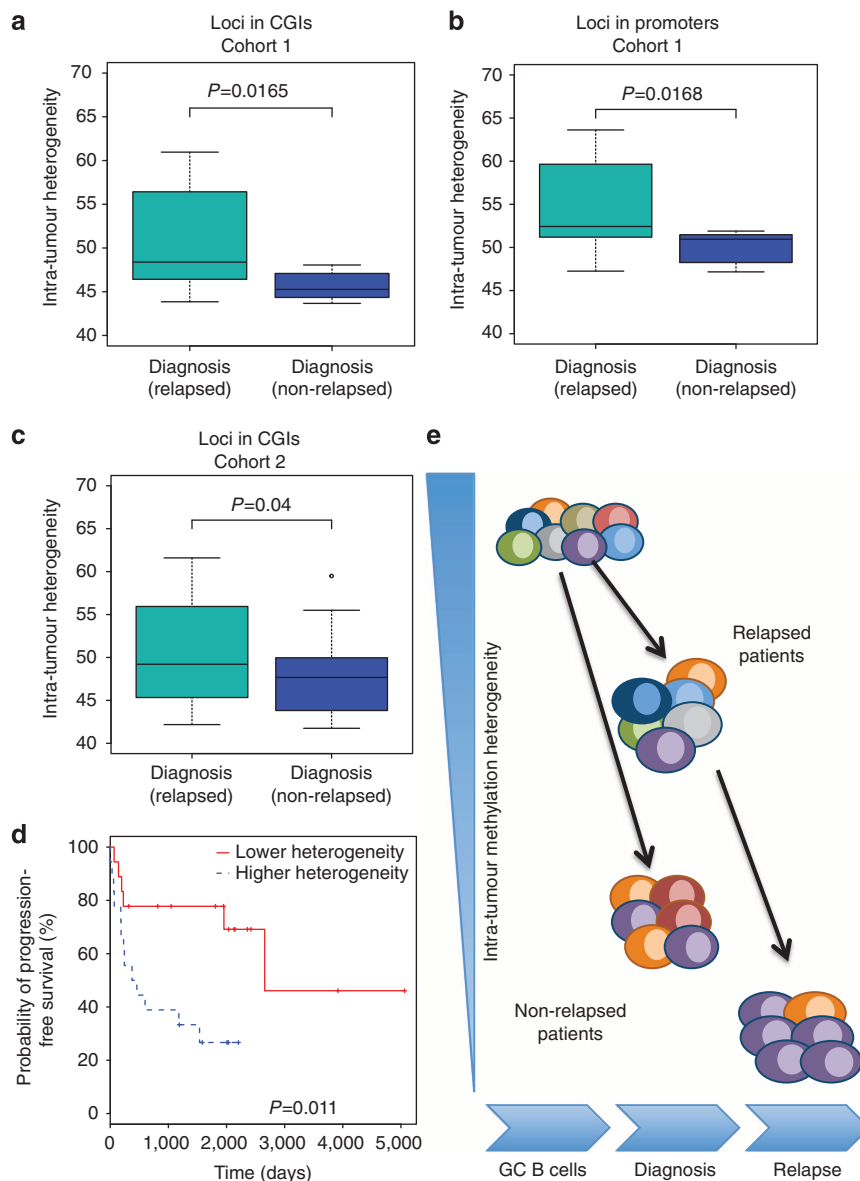 a
Loci in CGIs
Cohort 1
Intra-tumour heterogeneity
70
65
60
55
50
45
40
P=0.0165
Diagnosis
(relapsed)
Diagnosis
(non-relapsed)
b
Loci in promoters
Cohort 1
Intra-tumour heterogeneity
70
65
60
55
50
45
40
P=0.0168
Diagnosis
(relapsed)
Diagnosis
(non-relapsed)
c
Loci in CGIs
Cohort 2
Intra-tumour heterogeneity
70
65
60
55
50
45
40
P=0.04
Diagnosis
(relapsed)
Diagnosis
(non-relapsed)
d
Probability of progression-
free survival (%)
100
80
60
40
20
0
Lower heterogeneity
Higher heterogeneity
P=0.011
0
1,000
2,000
3,000
4,000
5,000
Time (days)
e
Intra-tumour methylation heterogeneity
Relapsed
patients
Non-relapsed
patients
GC B cells
Diagnosis
Relapse